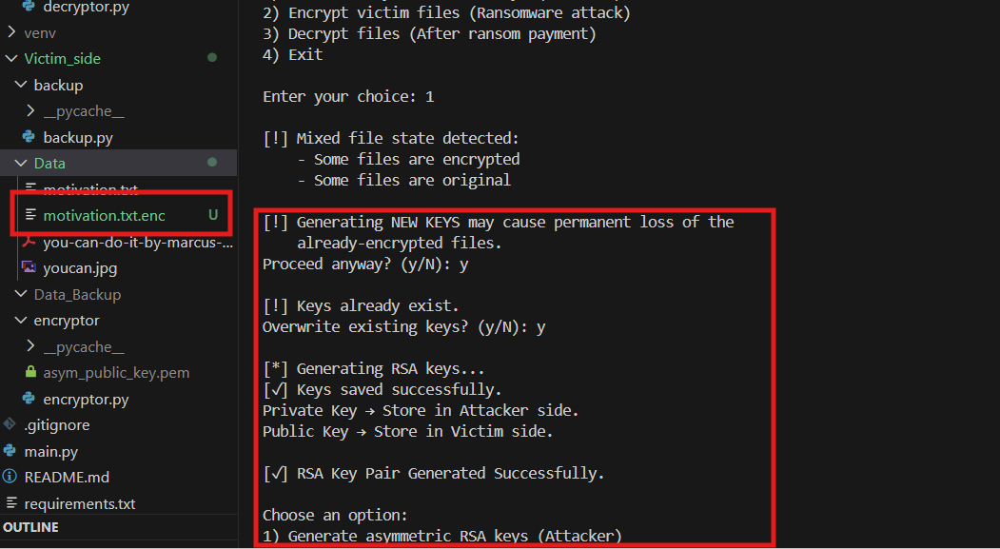 decryptor.py
venv
Victim_side
backup
__pycache__
backup.py
Data
motivation.txt
motivation.txt.enc U
you-can-do-it-by-marcus-...
youcan.jpg
Data_Backup
encryptor
__pycache__
asym_public_key.pem
encryptor.py
.gitignore
main.py
README.md
requirements.txt
OUTLINE
2) Encrypt victim files (Ransomware attack)
3) Decrypt files (After ransom payment)
4) Exit
Enter your choice: 1
[!] Mixed file state detected:
- Some files are encrypted
- Some files are original
[!] Generating NEW KEYS may cause permanent loss of the
already-encrypted files.
Proceed anyway? (y/N): y
[!] Keys already exist.
Overwrite existing keys? (y/N): y
[*] Generating RSA keys...
[✓] Keys saved successfully.
Private Key → Store in Attacker side.
Public Key → Store in Victim side.
[✓] RSA Key Pair Generated Successfully.
Choose an option:
1) Generate asymmetric RSA keys (Attacker)